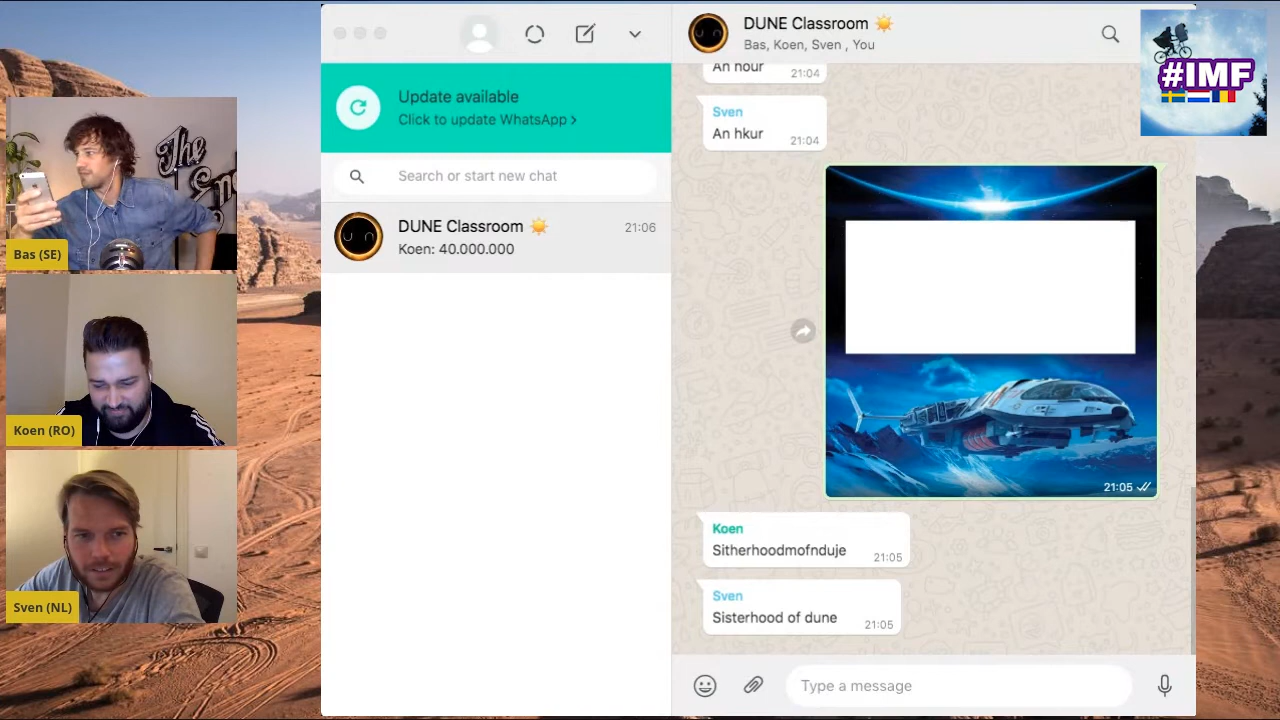 DUNE Classroom ☀️
Bas, Koen, Sven , You
#IMF
Update available
Click to update WhatsApp >
Search or start new chat
DUNE Classroom ☀️
21:06
Koen: 40.000.000
An hour
21:04
Sven
An hkur
21:04
21:05
Koen
Sitherhoodmofnduje
21:05
Sven
Sisterhood of dune
21:05
Type a message
The
Bas (SE)
Koen (RO)
Sven (NL)